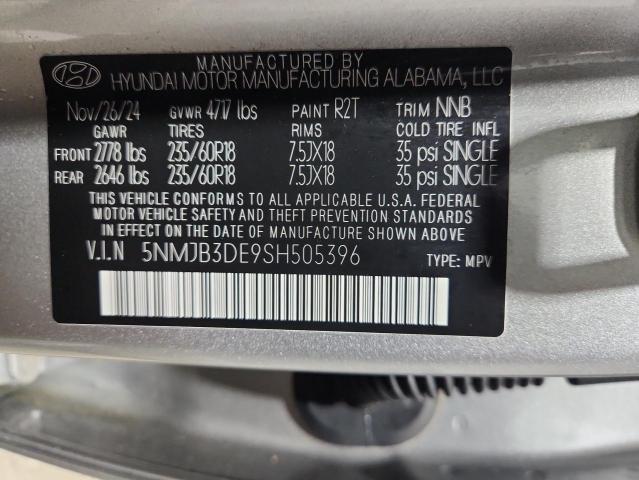 MANUFACTURED BY
HYUNDAI MOTOR MANUFACTURING ALABAMA, LLC
Nov/26/24 GVWR 4717 lbs PAINT R2T TRIM NNB
GAWR TIRES RIMS COLD TIRE INFL
FRONT 2778 lbs 235/60R18 7.5JX18 35 psi SINGLE
REAR 2646 lbs 235/60R18 7.5JX18 35 psi SINGLE
THIS VEHICLE CONFORMS TO ALL APPLICABLE U.S.A. FEDERAL
MOTOR VEHICLE SAFETY AND THEFT PREVENTION STANDARDS
IN EFFECT ON THE DATE OF MANUFACTURE SHOWN ABOVE
V.I.N 5NMJB3DE9SH505396 TYPE: MPV